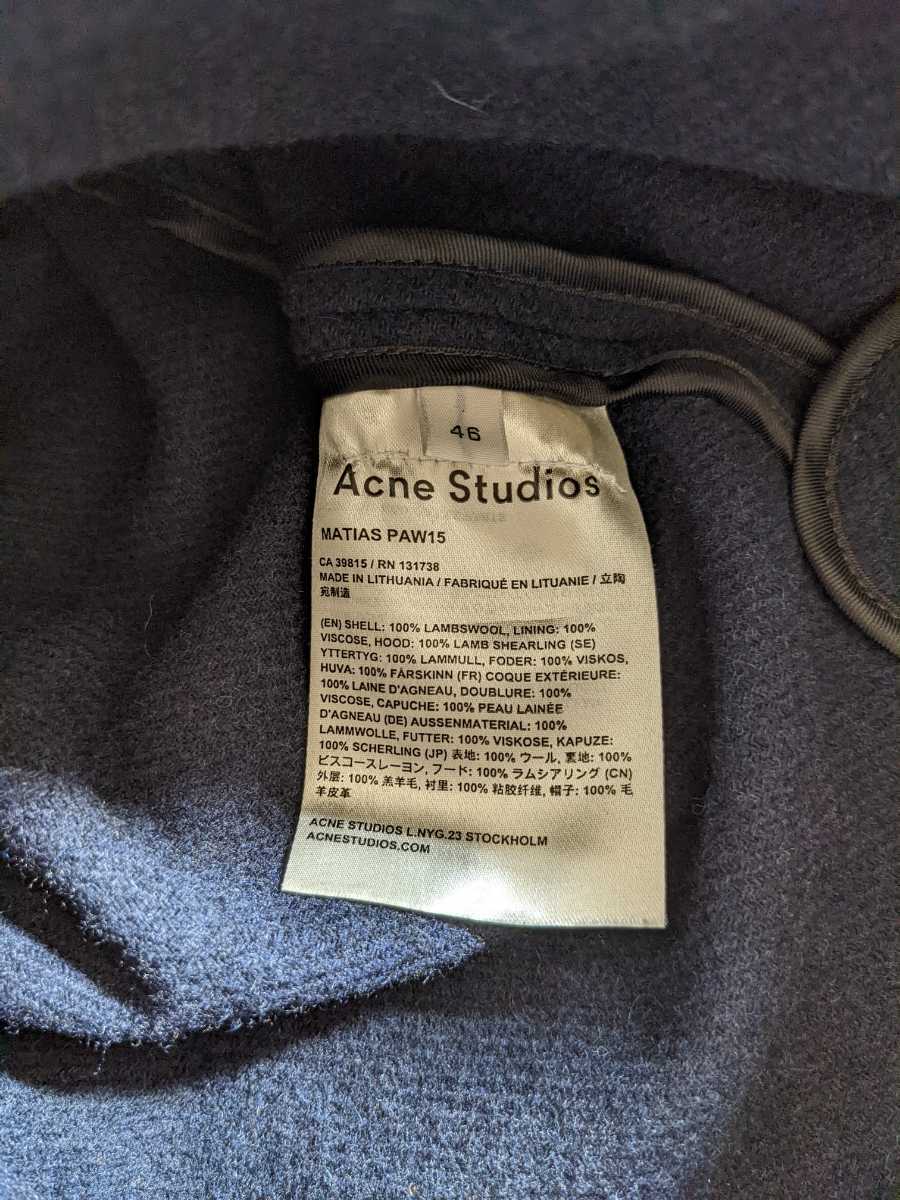 46
Acne Studios
MATIAS PAW15
CA 39815 / RN 131738
MADE IN LITHUANIA / FABRIQUÉ EN LITUANIE / 立陶
宛制造
(EN) SHELL: 100% LAMBSWOOL, LINING: 100%
VISCOSE, HOOD: 100% LAMB SHEARLING (SE)
YTTERTYG: 100% LAMMULL, FODER: 100% VISKOS,
HUVA: 100% FÅRSKINN (FR) COQUE EXTÉRIEURE:
100% LAINE D'AGNEAU, DOUBLURE: 100%
VISCOSE, CAPUCHE: 100% PEAU LAINÉE
D'AGNEAU (DE) AUSSENMATERIAL: 100%
LAMMWOLLE, FUTTER: 100% VISKOSE, KAPUZE:
100% SCHERLING (JP) 表地: 100% ウール, 裏地: 100%
ビスコースレーヨン, フード: 100% ラムシアリング (CN)
外层: 100% 羔羊毛, 衬里: 100% 粘胶纤维, 帽子: 100% 毛
羊皮革
ACNE STUDIOS L.NYG.23 STOCKHOLM
ACNESTUDIOS.COM